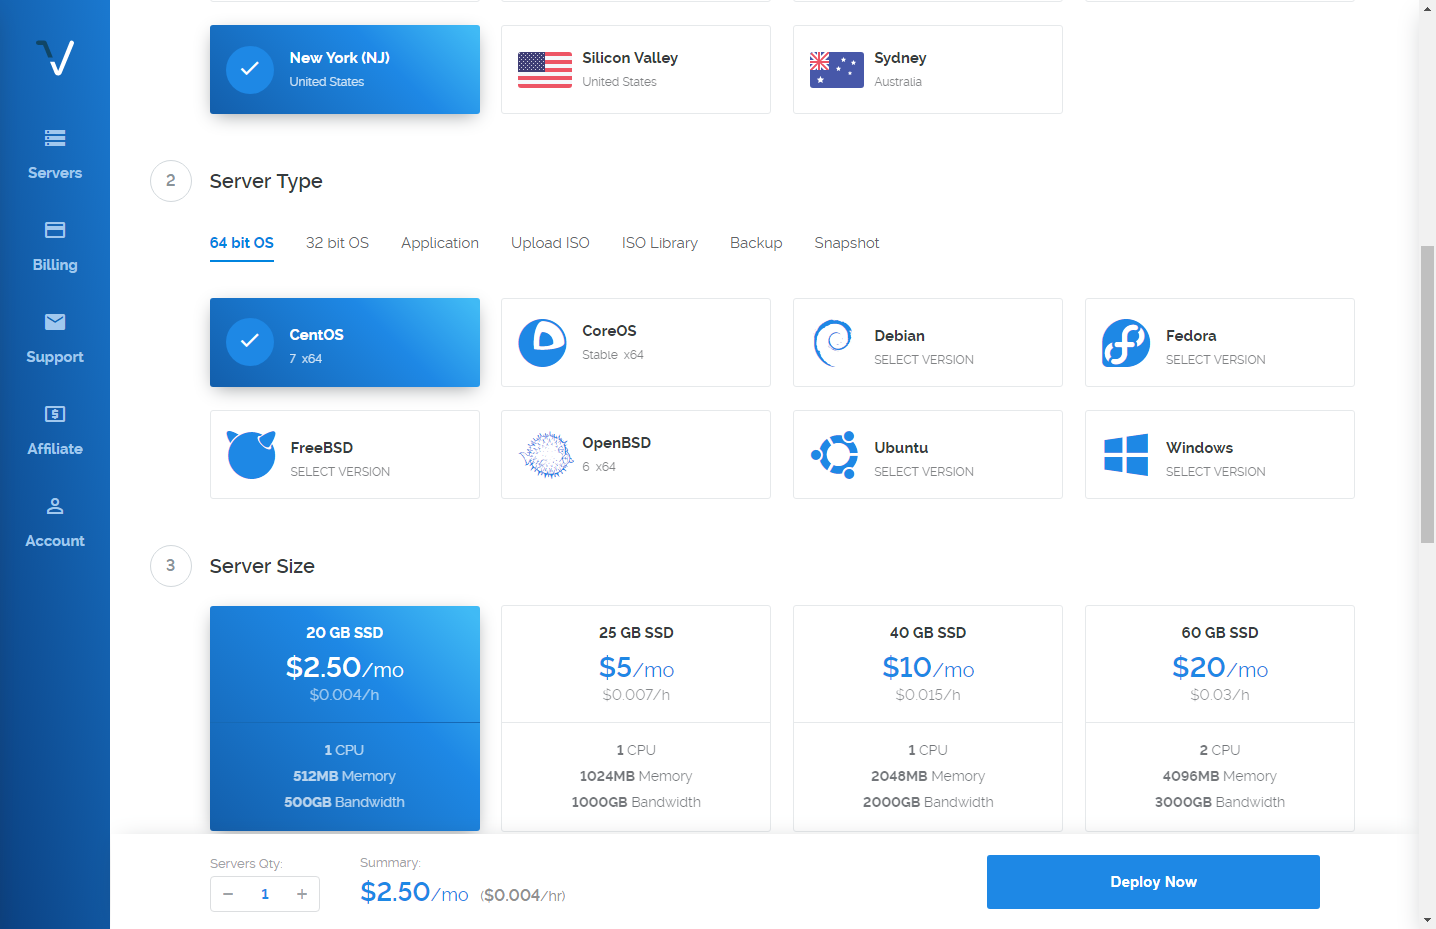 New York (NJ)
United States
Silicon Valley
United States
Sydney
Australia
Servers
Billing
Support
Affiliate
Account
2
Server Type
64 bit OS
32 bit OS
Application
Upload ISO
ISO Library
Backup
Snapshot
CentOS
7 x64
CoreOS
Stable x64
Debian
SELECT VERSION
Fedora
SELECT VERSION
FreeBSD
SELECT VERSION
OpenBSD
6 x64
Ubuntu
SELECT VERSION
Windows
SELECT VERSION
3
Server Size
20 GB SSD
$2.50/mo
$0.004/h
1 CPU
512MB Memory
500GB Bandwidth
25 GB SSD
$5/mo
$0.007/h
1 CPU
1024MB Memory
1000GB Bandwidth
40 GB SSD
$10/mo
$0.015/h
1 CPU
2048MB Memory
2000GB Bandwidth
60 GB SSD
$20/mo
$0.03/h
2 CPU
4096MB Memory
3000GB Bandwidth
Servers Qty:
− 1 +
Summary:
$2.50/mo ($0.004/hr)
Deploy Now